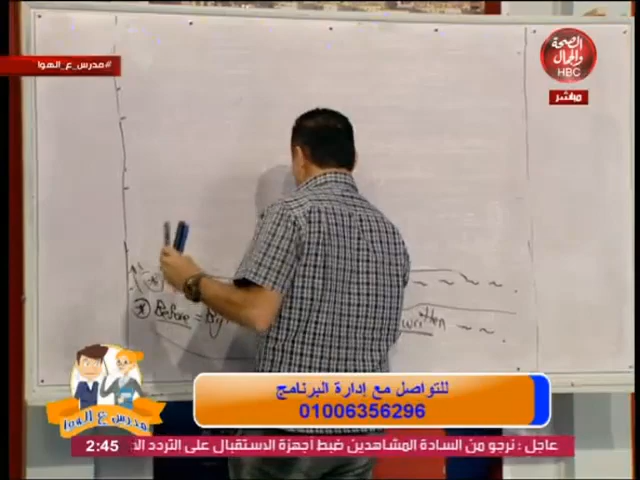 #مدرس_ع_الهوا
الصحة
والجمال
HBC
مباشر
Before =
written ~ ~ .
للتواصل مع إدارة البرنامج
01006356296
مدرس ع الهوا
2:45
عاجل : نرجو من السادة المشاهدين ضبط اجهزة الاستقبال على التردد